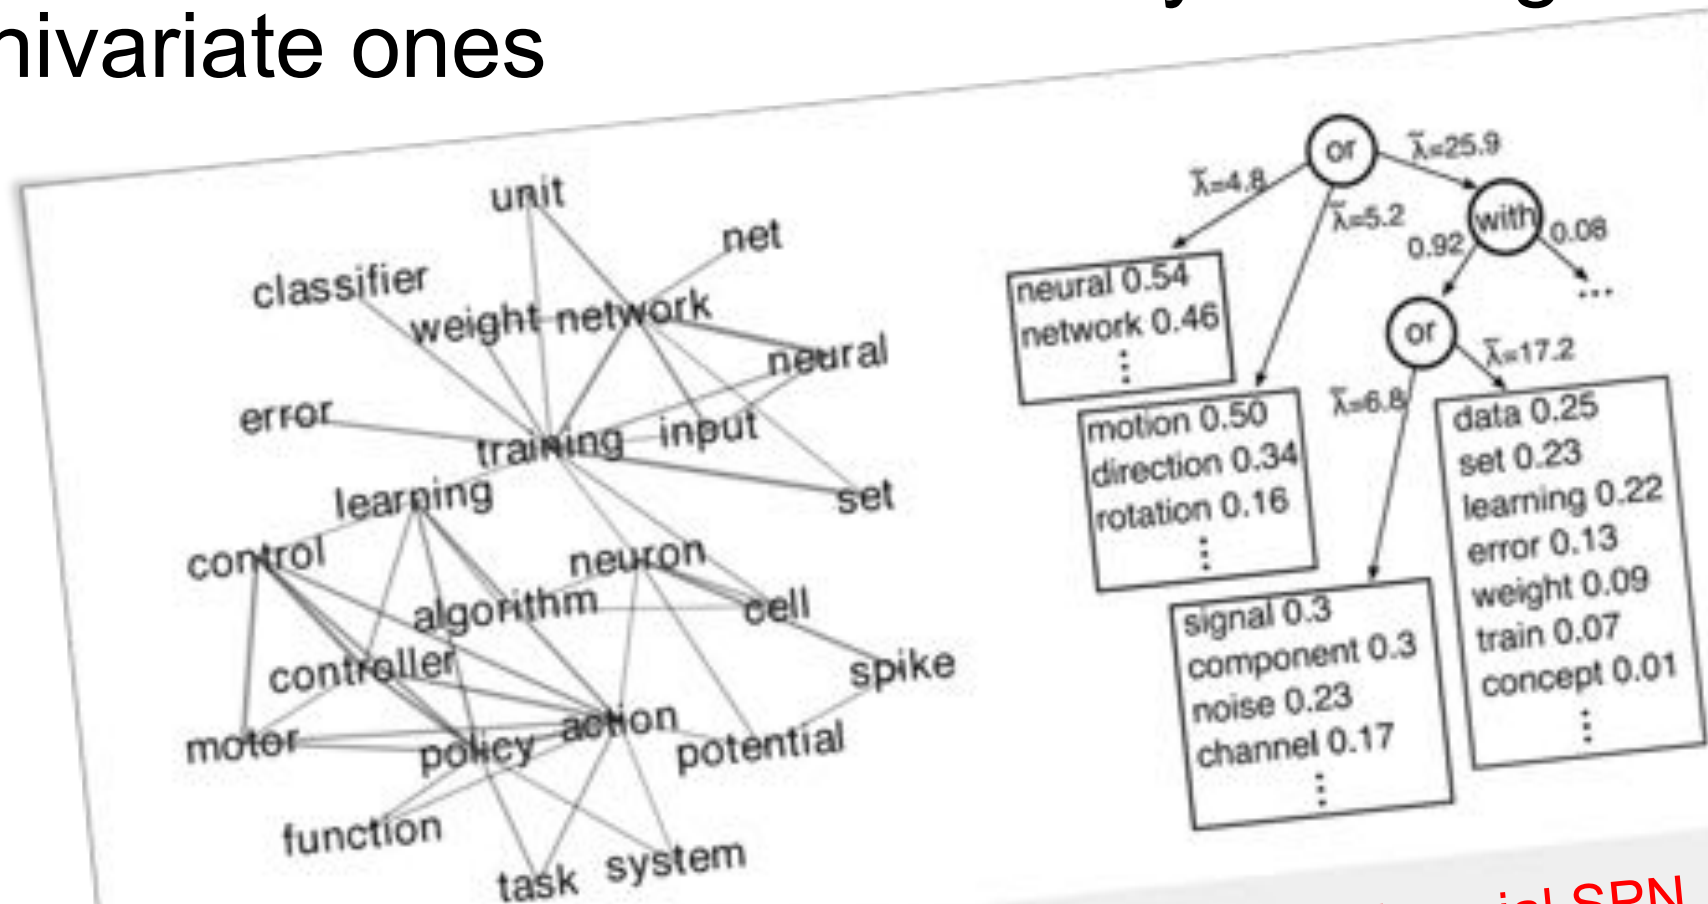 nivariate ones
unit
net
classifier
weight network
neural
error
training input
set
learning
control
neuron
algorithm
cell
controller
spike
motor
policy
action
potential
function
task
system
or
λ̄=4.8
λ̄=5.2
λ̄=25.9
with
0.92
0.08
...
neural 0.54
network 0.46
⋮
motion 0.50
direction 0.34
rotation 0.16
⋮
or
λ̄=6.8
λ̄=17.2
signal 0.3
component 0.3
noise 0.23
channel 0.17
⋮
data 0.25
set 0.23
learning 0.22
error 0.13
weight 0.09
train 0.07
concept 0.01
⋮
SPN